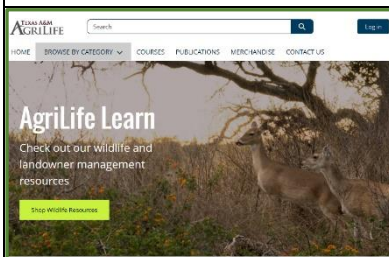 TEXAS A&M
AGRILIFE
Search
Log in
HOME
BROWSE BY CATEGORY
COURSES
PUBLICATIONS
MERCHANDISE
CONTACT US
AgriLife Learn
Check out our wildlife and
landowner management
resources
Shop Wildlife Resources